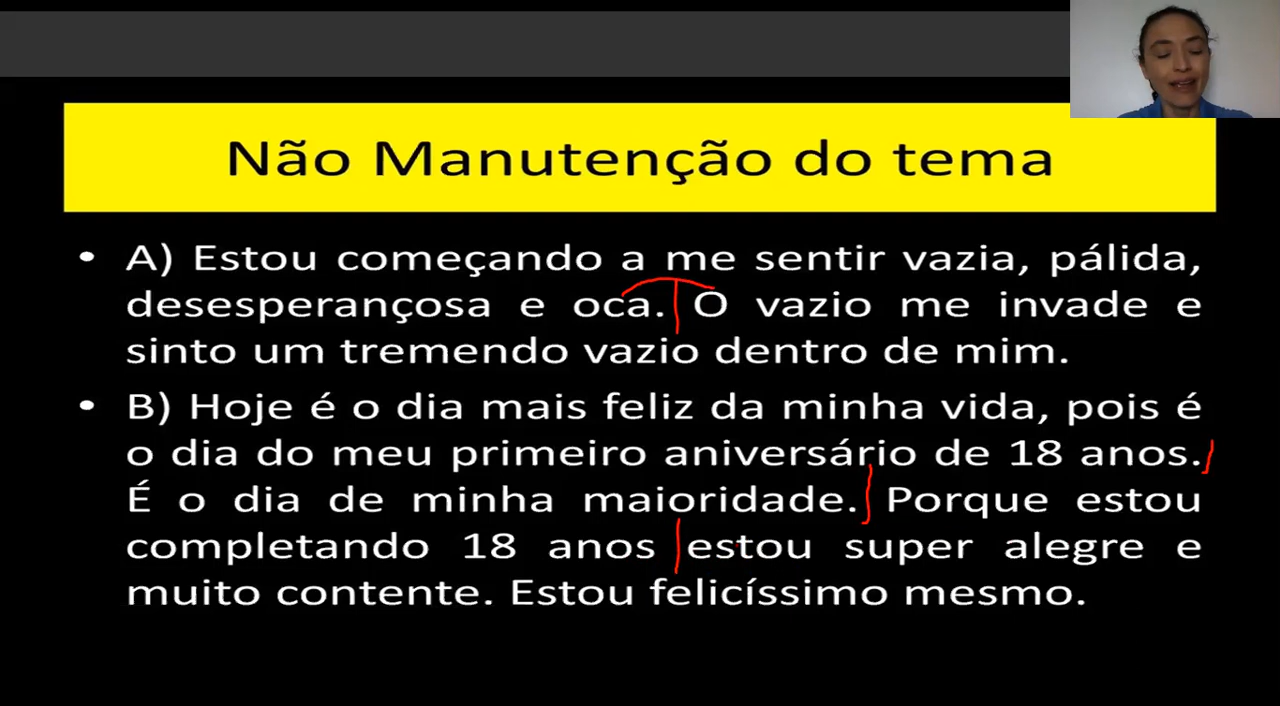 Não Manutenção do tema
• A) Estou começando a me sentir vazia, pálida,
desesperançosa e oca. O vazio me invade e
sinto um tremendo vazio dentro de mim.
• B) Hoje é o dia mais feliz da minha vida, pois é
o dia do meu primeiro aniversário de 18 anos.
É o dia de minha maioridade. Porque estou
completando 18 anos estou super alegre e
muito contente. Estou felicíssimo mesmo.